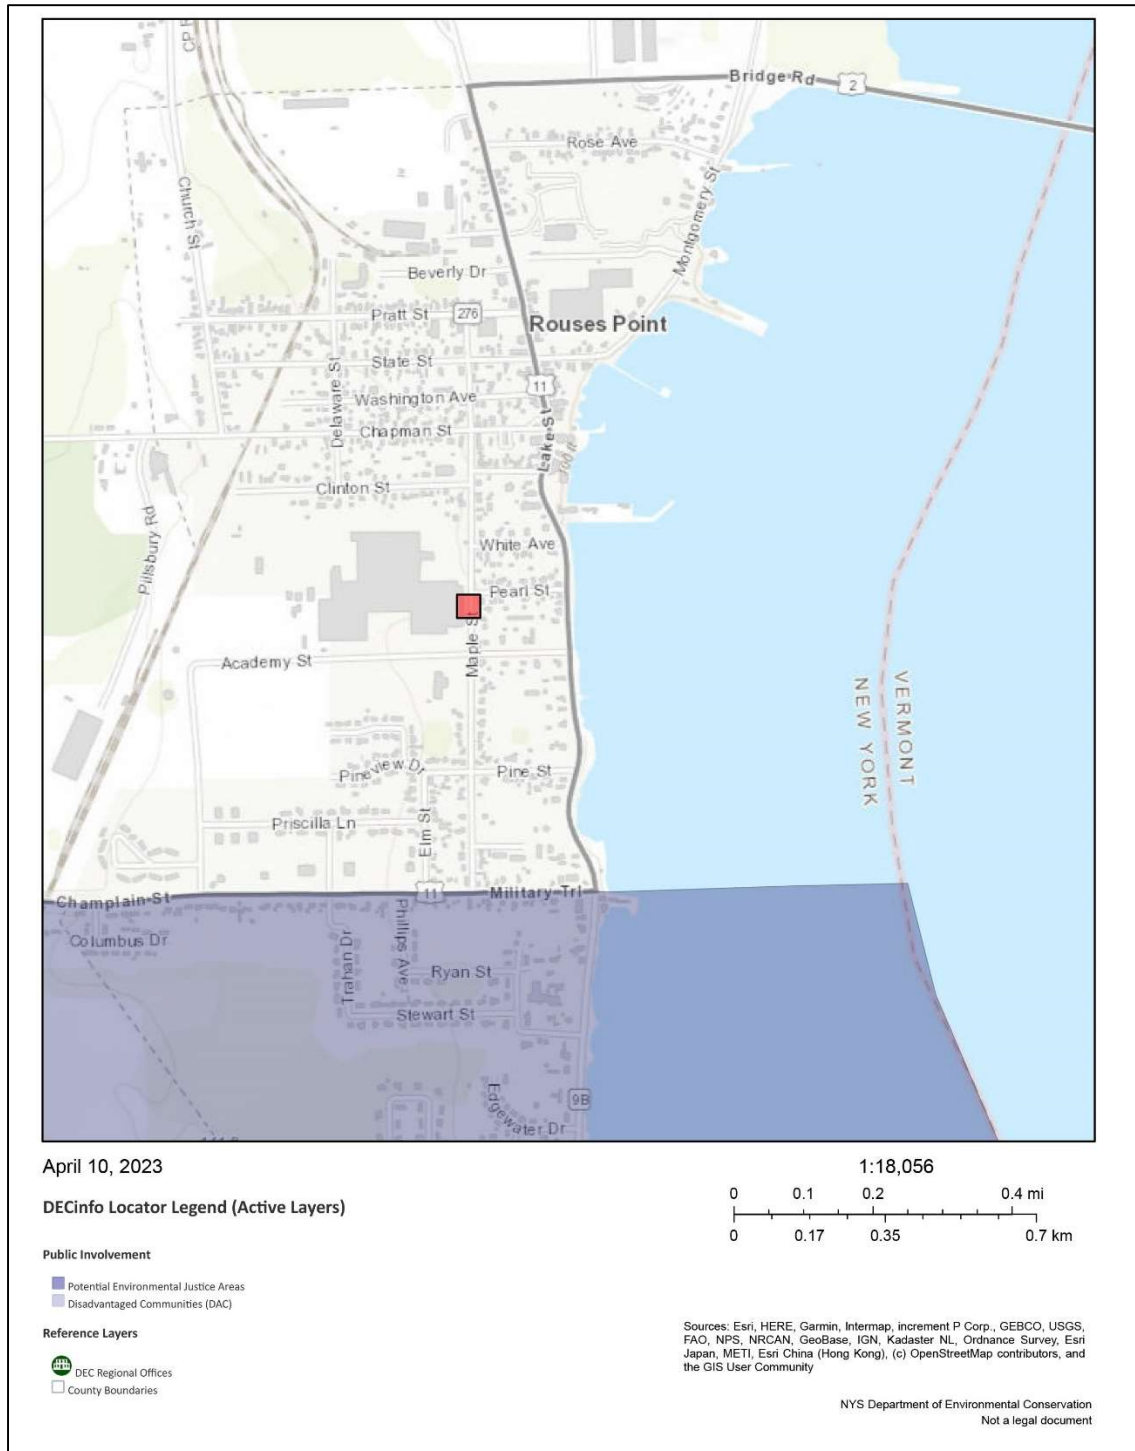 CP
Bridge Rd
2
Rose Ave
Church St
Montgomery St
Beverly Dr
Pratt St
276
Rouses Point
State St
Delaware St
11
Washington Ave
Lake St
Chapman St
100 ft
Clinton St
Pillsbury Rd
White Ave
Pearl St
Maple St
Academy St
VERMONT
NEW YORK
Pineview Dr
Pine St
Priscilla Ln
Elm St
11
Military Trl
Champlain St
Columbus Dr
Phillips Ave
Trahan Dr
Ryan St
Stewart St
Edgewater Dr
9B
April 10, 2023
1:18,056
0 0.1 0.2 0.4 mi
0 0.17 0.35 0.7 km
DECinfo Locator Legend (Active Layers)
Public Involvement
Potential Environmental Justice Areas
Disadvantaged Communities (DAC)
Reference Layers
DEC Regional Offices
County Boundaries
Sources: Esri, HERE, Garmin, Intermap, increment P Corp., GEBCO, USGS,
FAO, NPS, NRCAN, GeoBase, IGN, Kadaster NL, Ordnance Survey, Esri
Japan, METI, Esri China (Hong Kong), (c) OpenStreetMap contributors, and
the GIS User Community
NYS Department of Environmental Conservation
Not a legal document